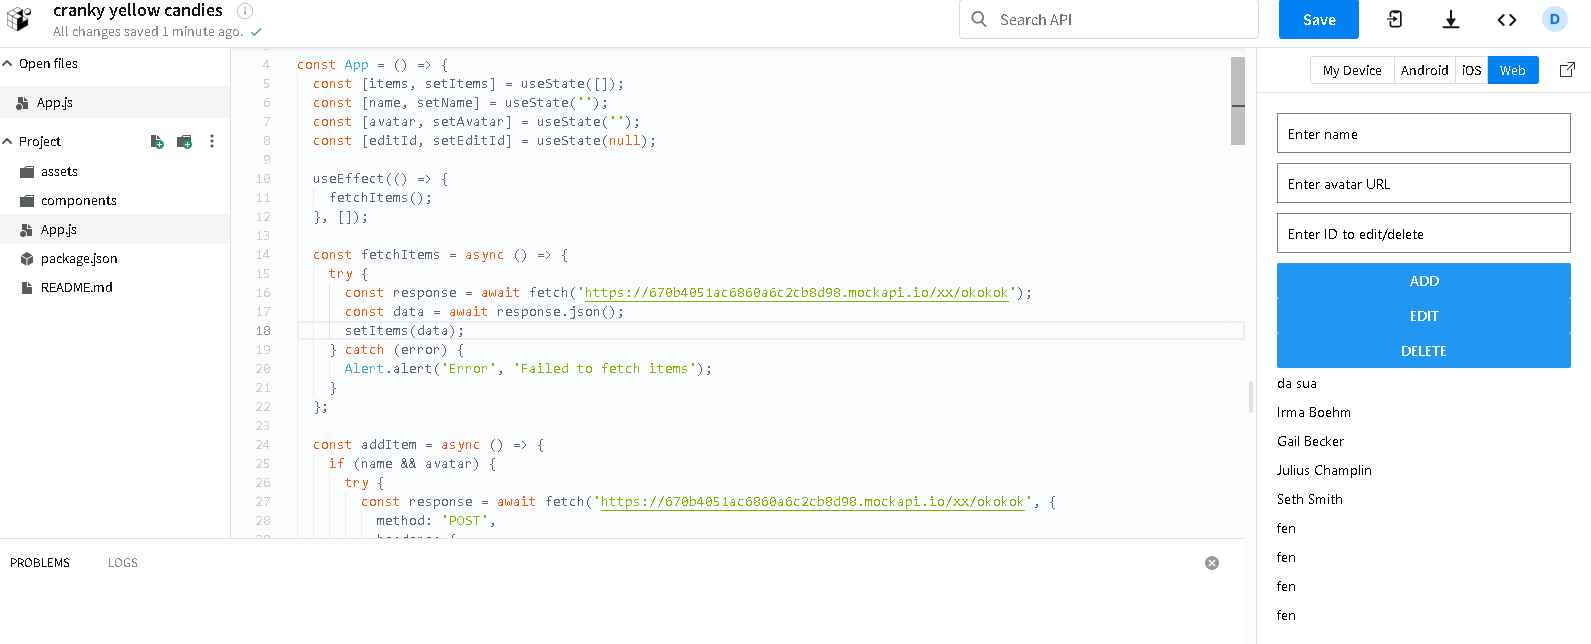 cranky yellow candies
All changes saved 1 minute ago.
Search API
Save
D
Open files
App.js
Project
assets
components
App.js
package.json
README.md
4 const App = () => {
5 const [items, setItems] = useState([]);
6 const [name, setName] = useState('');
7 const [avatar, setAvatar] = useState('');
8 const [editId, setEditId] = useState(null);
9
10 useEffect(() => {
11 fetchItems();
12 }, []);
13
14 const fetchItems = async () => {
15 try {
16 const response = await fetch('https://670b4051ac6860a6c2cb8d98.mockapi.io/xx/okokok');
17 const data = await response.json();
18 setItems(data);
19 } catch (error) {
20 Alert.alert('Error', 'Failed to fetch items');
21 }
22 };
23
24 const addItem = async () => {
25 if (name && avatar) {
26 try {
27 const response = await fetch('https://670b4051ac6860a6c2cb8d98.mockapi.io/xx/okokok', {
28 method: 'POST',
PROBLEMS LOGS
My Device Android iOS Web
Enter name
Enter avatar URL
Enter ID to edit/delete
ADD
EDIT
DELETE
da sua
Irma Boehm
Gail Becker
Julius Champlin
Seth Smith
fen
fen
fen
fen